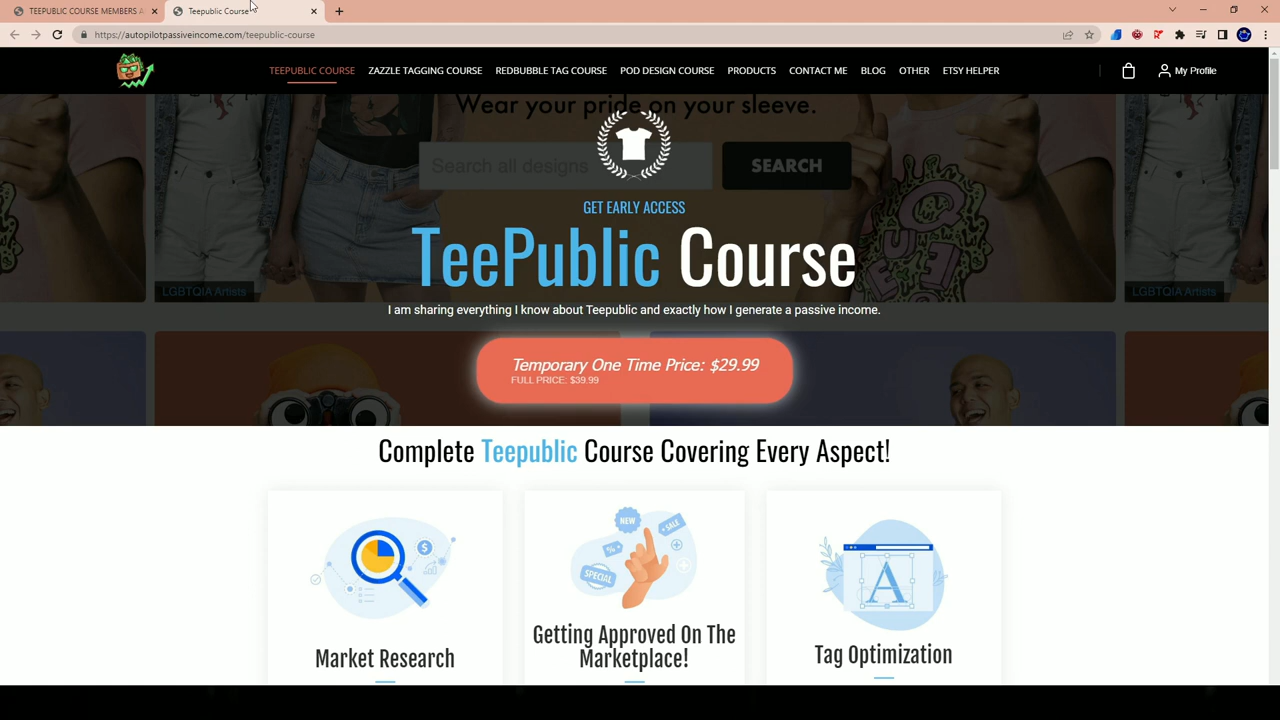 TEEPUBLIC COURSE MEMBERS A
Teepublic Course
https://autopilotpassiveincome.com/teepublic-course
TEEPUBLIC COURSE
ZAZZLE TAGGING COURSE
REDBUBBLE TAG COURSE
POD DESIGN COURSE
PRODUCTS
CONTACT ME
BLOG
OTHER
ETSY HELPER
My Profile
Wear your pride on your sleeve.
Search all designs
SEARCH
GET EARLY ACCESS
TeePublic Course
LGBTQIA Artists
LGBTQIA Artists
I am sharing everything I know about Teepublic and exactly how I generate a passive income.
Temporary One Time Price: $29.99
FULL PRICE: $39.99
Complete Teepublic Course Covering Every Aspect!
$
NEW
SALE
%
SPECIAL
A
Market Research
Getting Approved On The
Marketplace!
Tag Optimization